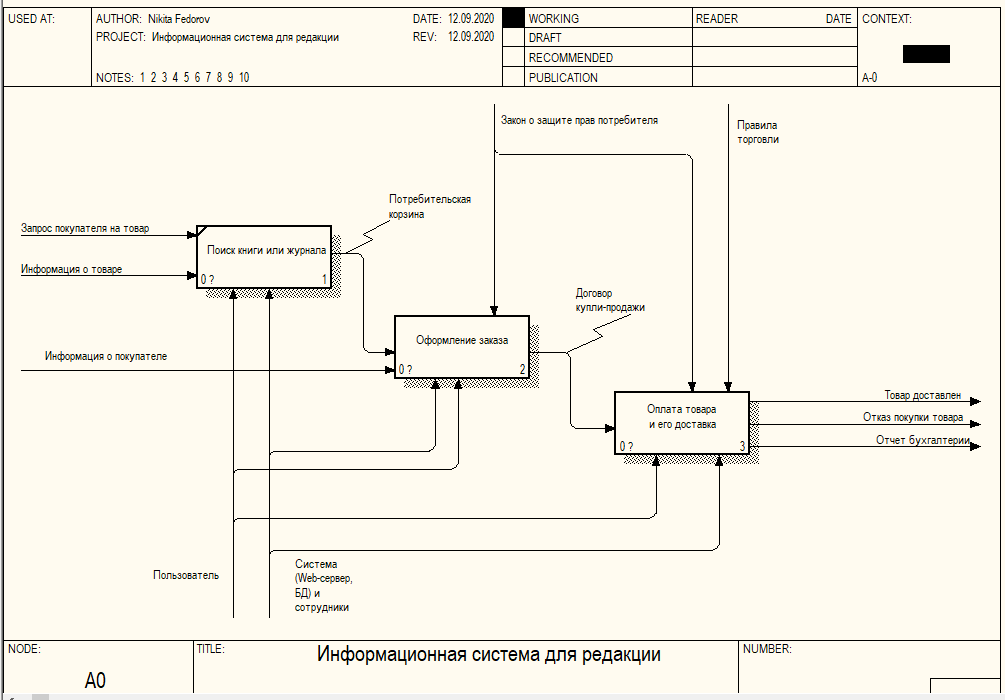 USED AT:
AUTHOR: Nikita Fedorov
DATE: 12.09.2020
WORKING
READER
DATE
CONTEXT:
PROJECT: Информационная система для редакции
REV: 12.09.2020
DRAFT
RECOMMENDED
NOTES: 1 2 3 4 5 6 7 8 9 10
PUBLICATION
A-0
Закон о защите прав потребителя
Правила
торговли
Потребительская
корзина
Запрос покупателя на товар
Информация о товаре
Поиск книги или журнала
0 ?
1
Договор
купли-продажи
Информация о покупателе
Оформление заказа
0 ?
2
Оплата товара
и его доставка
0 ?
3
Товар доставлен
Отказ покупки товара
Отчет бухгалтерии
Пользователь
Система
(Web-сервер,
БД) и
сотрудники
NODE:
A0
TITLE:
Информационная система для редакции
NUMBER: